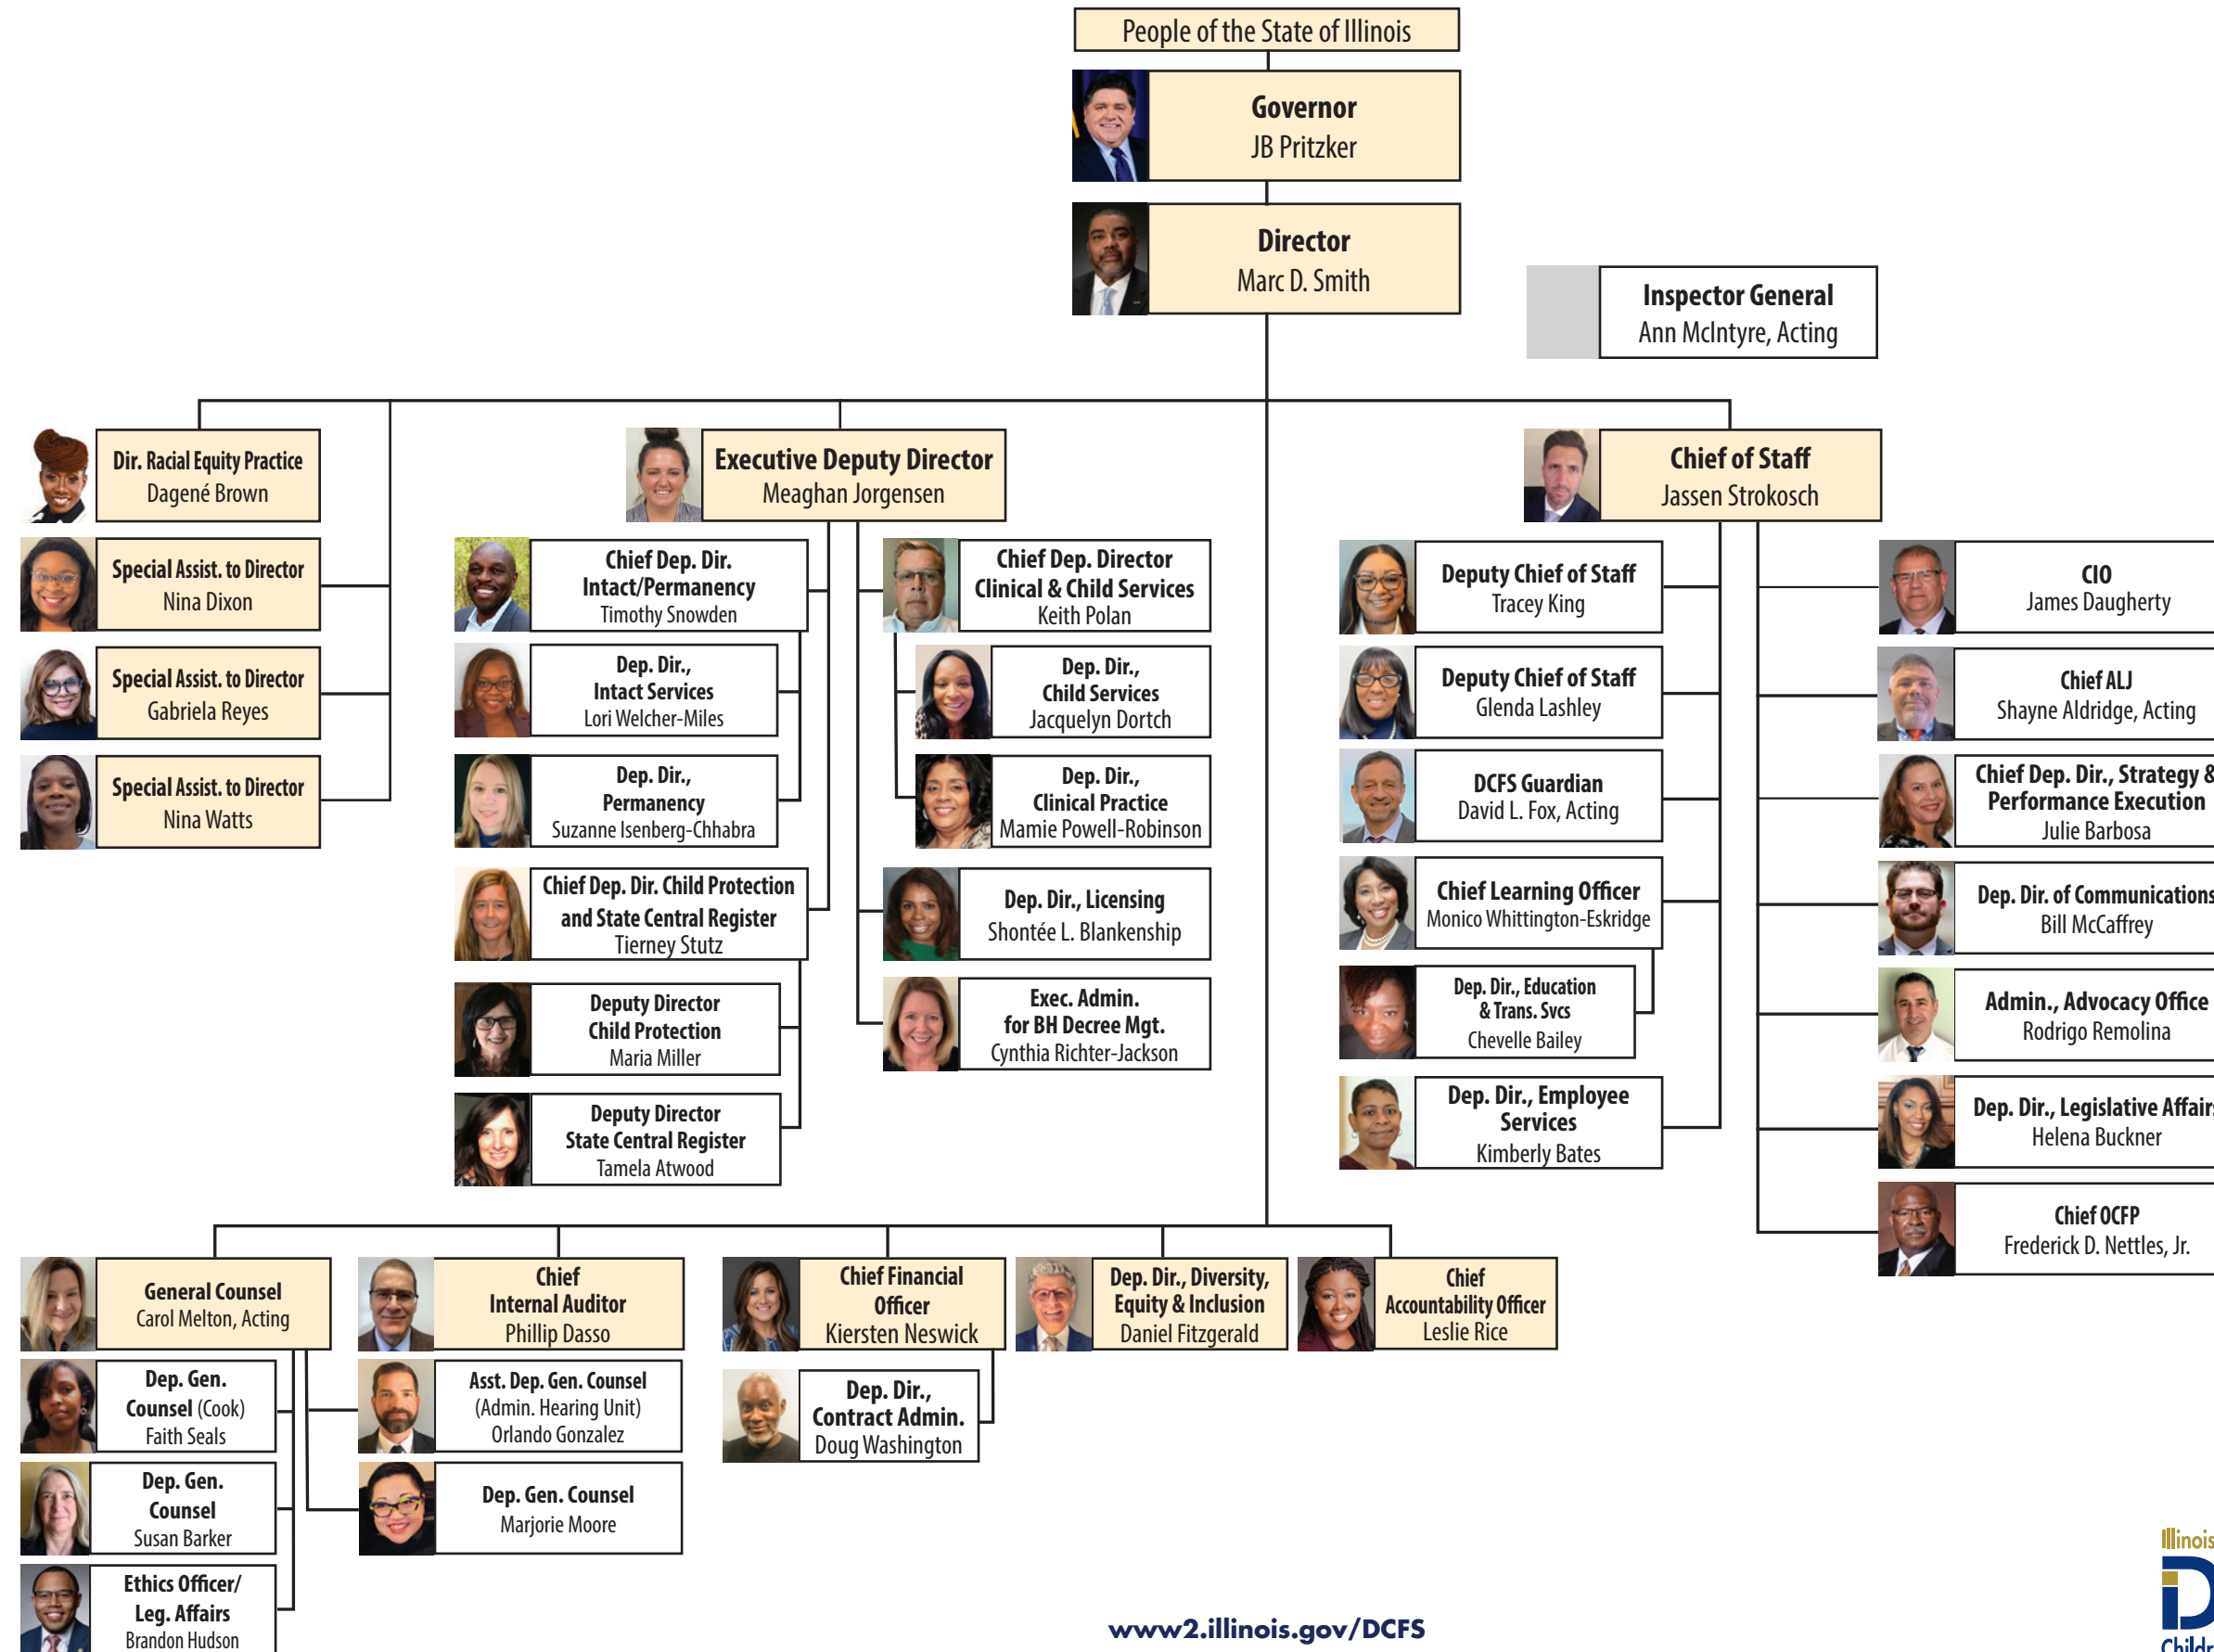 People of the State of Illinois
Governor
JB Pritzker
Director
Marc D. Smith
Inspector General
Ann McIntyre, Acting
Dir. Racial Equity Practice
Dagené Brown
Special Assist. to Director
Nina Dixon
Special Assist. to Director
Gabriela Reyes
Special Assist. to Director
Nina Watts
Executive Deputy Director
Meaghan Jorgensen
Chief Dep. Dir.
Intact/Permanency
Timothy Snowden
Dep. Dir.,
Intact Services
Lori Welcher-Miles
Dep. Dir.,
Permanency
Suzanne Isenberg-Chhabra
Chief Dep. Dir. Child Protection
and State Central Register
Tierney Stutz
Deputy Director
Child Protection
Maria Miller
Deputy Director
State Central Register
Tamela Atwood
Chief Dep. Director
Clinical & Child Services
Keith Polan
Dep. Dir.,
Child Services
Jacquelyn Dortch
Dep. Dir.,
Clinical Practice
Mamie Powell-Robinson
Dep. Dir., Licensing
Shontée L. Blankenship
Exec. Admin.
for BH Decree Mgt.
Cynthia Richter-Jackson
Chief of Staff
Jassen Strokosch
Deputy Chief of Staff
Tracey King
Deputy Chief of Staff
Glenda Lashley
DCFS Guardian
David L. Fox, Acting
Chief Learning Officer
Monico Whittington-Eskridge
Dep. Dir., Education
& Trans. Svcs
Chevelle Bailey
Dep. Dir., Employee
Services
Kimberly Bates
CIO
James Daugherty
Chief ALJ
Shayne Aldridge, Acting
Chief Dep. Dir., Strategy &
Performance Execution
Julie Barbosa
Dep. Dir. of Communications
Bill McCaffrey
Admin., Advocacy Office
Rodrigo Remolina
Dep. Dir., Legislative Affairs
Helena Buckner
Chief OCFP
Frederick D. Nettles, Jr.
General Counsel
Carol Melton, Acting
Dep. Gen.
Counsel (Cook)
Faith Seals
Dep. Gen.
Counsel
Susan Barker
Ethics Officer/
Leg. Affairs
Brandon Hudson
Chief
Internal Auditor
Phillip Dasso
Asst. Dep. Gen. Counsel
(Admin. Hearing Unit)
Orlando Gonzalez
Dep. Gen. Counsel
Marjorie Moore
Chief Financial
Officer
Kiersten Neswick
Dep. Dir.,
Contract Admin.
Doug Washington
Dep. Dir., Diversity,
Equity & Inclusion
Daniel Fitzgerald
Chief
Accountability Officer
Leslie Rice
www2.illinois.gov/DCFS
Illinois